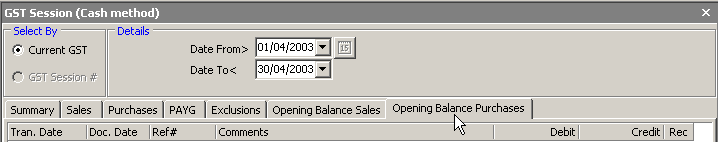 GST Session (Cash method)
Select By
Current GST
GST Session #
Details
Date From> 01/04/2003 15
Date To< 30/04/2003
Summary Sales Purchases PAYG Exclusions Opening Balance Sales Opening Balance Purchases
Tran. Date Doc. Date Ref# Comments Debit Credit Rec